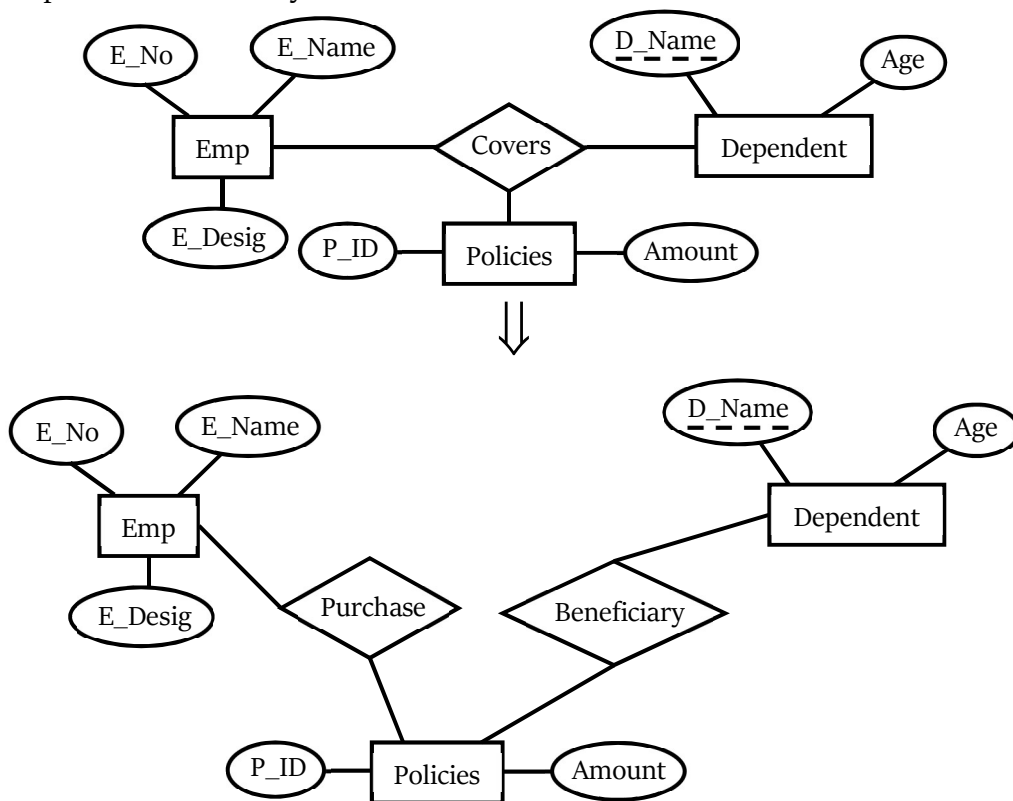 D_Name
E_No
E_Name
Age
Emp
Covers
Dependent
E_Desig
P_ID
Policies
Amount
D_Name
E_No
E_Name
Age
Emp
Dependent
E_Desig
Purchase
Beneficiary
P_ID
Policies
Amount